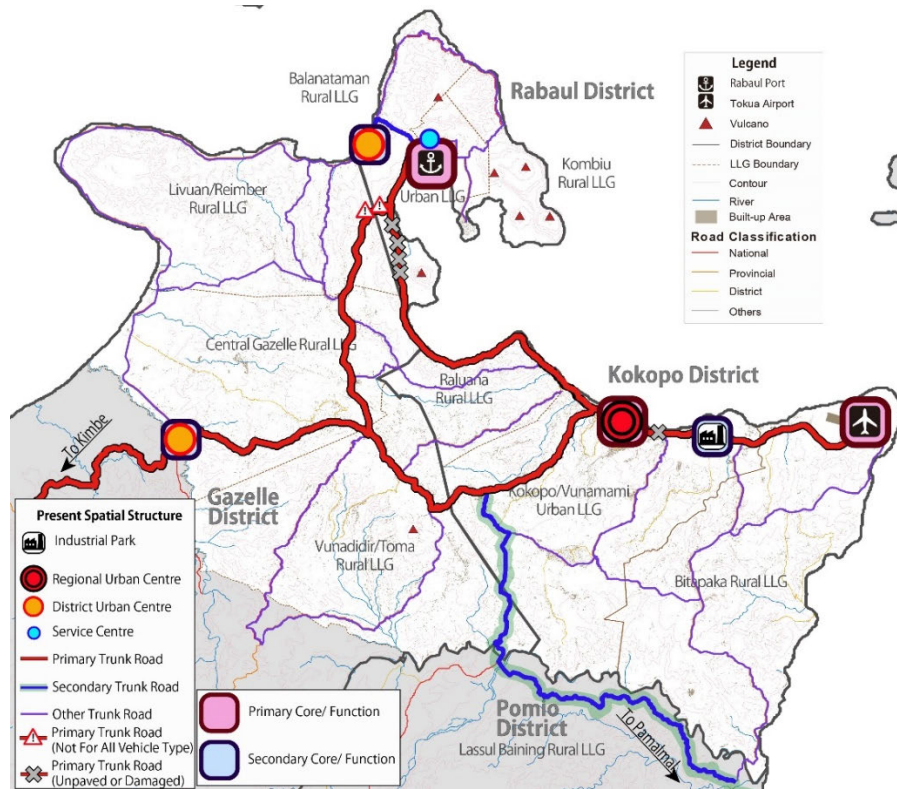 Balanataman
Rural LLG
Rabaul District
Kombiu
Rural LLG
Livuan/Reimber
Rural LLG
Urban LLG
Central Gazelle Rural LLG
Raluana
Rural LLG
Kokopo District
To Kimbe
Gazelle
District
Kokopo/Vunamami
Urban LLG
Vunadidir/Toma
Rural LLG
Bitapaka Rural LLG
Pomio
District
Lassul Baining Rural LLG
To Pamalmal
Legend
Rabaul Port
Tokua Airport
Vulcano
District Boundary
LLG Boundary
Contour
River
Built-up Area
Road Classification
National
Provincial
District
Others
Present Spatial Structure
Industrial Park
Regional Urban Centre
District Urban Centre
Service Centre
Primary Trunk Road
Secondary Trunk Road
Other Trunk Road
Primary Trunk Road
(Not For All Vehicle Type)
Primary Trunk Road
(Unpaved or Damaged)
Primary Core/ Function
Secondary Core/ Function